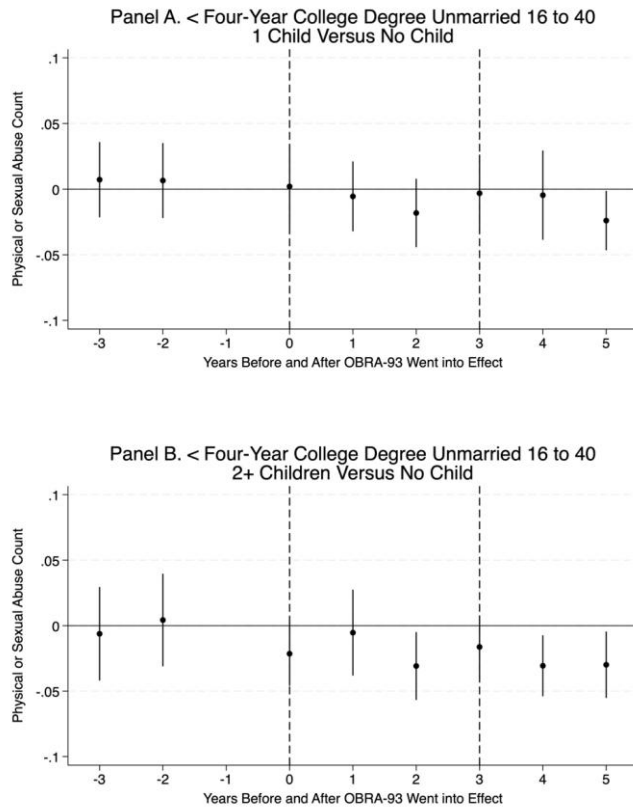 Panel A. < Four-Year College Degree Unmarried 16 to 40
1 Child Versus No Child
Physical or Sexual Abuse Count
.1
.05
0
-.05
-.1
-3 -2 -1 0 1 2 3 4 5
Years Before and After OBRA-93 Went into Effect
Panel B. < Four-Year College Degree Unmarried 16 to 40
2+ Children Versus No Child
Physical or Sexual Abuse Count
.1
.05
0
-.05
-.1
-3 -2 -1 0 1 2 3 4 5
Years Before and After OBRA-93 Went into Effect